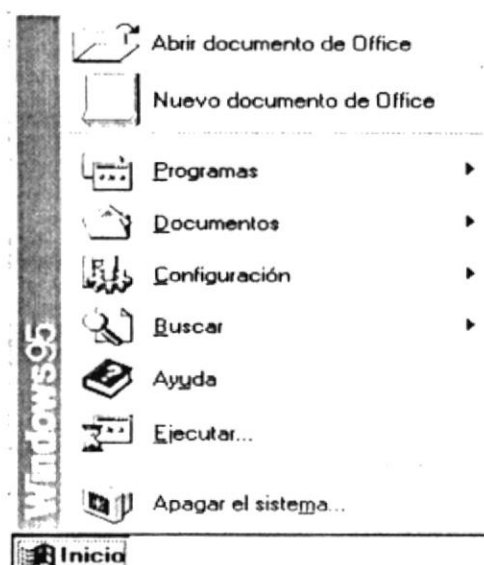 Abrir documento de Office
Nuevo documento de Office
Programas
Documentos
Configuración
Buscar
Ayuda
Ejecutar...
Apagar el sistema...
Windows95
Inicio